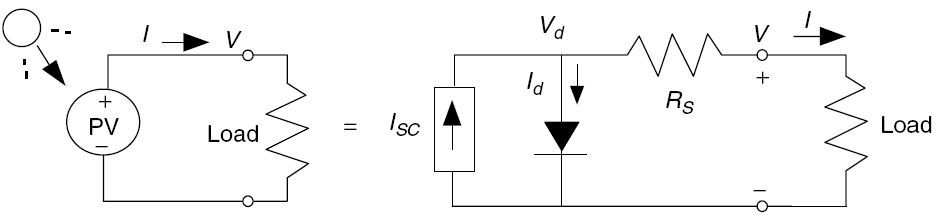 I V
+
PV
−
Load
=
I_SC
V_d
I_d
R_S
V I
+
−
Load